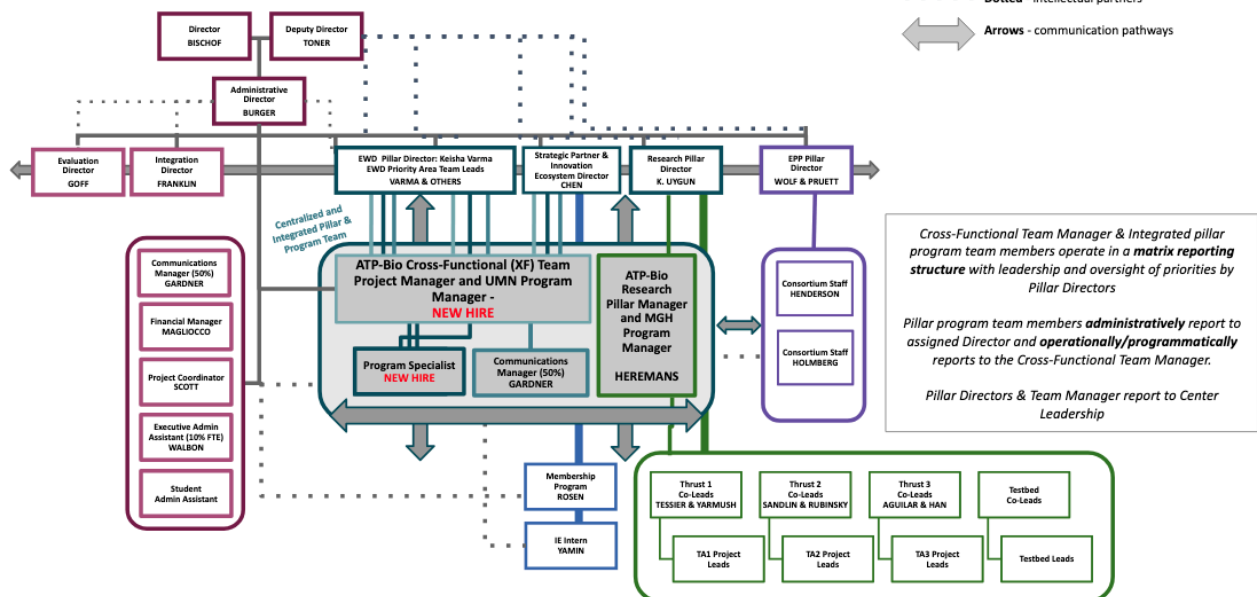 Dotted - intellectual partners
Arrows - communication pathways
Director
BISCHOF
Deputy Director
TONER
Administrative
Director
BURGER
Evaluation
Director
GOFF
Integration
Director
FRANKLIN
EWD Pillar Director: Keisha Varma
EWD Priority Area Team Leads
VARMA & OTHERS
Strategic Partner &
Innovation
Ecosystem Director
CHEN
Research Pillar
Director
K. UYGUN
EPP Pillar
Director
WOLF & PRUETT
Centralized and
Integrated Pillar &
Program Team
Communications
Manager (50%)
GARDNER
Financial Manager
MAGLIOCCO
Project Coordinator
SCOTT
Executive Admin
Assistant (10% FTE)
WALBON
Student
Admin Assistant
ATP-Bio Cross-Functional (XF) Team
Project Manager and UMN Program
Manager -
NEW HIRE
Program Specialist
NEW HIRE
Communications
Manager (50%)
GARDNER
ATP-Bio
Research
Pillar Manager
and MGH
Program
Manager
HEREMANS
Consortium Staff
HENDERSON
Consortium Staff
HOLMBERG
Cross-Functional Team Manager & Integrated pillar
program team members operate in a matrix reporting
structure with leadership and oversight of priorities by
Pillar Directors
Pillar program team members administratively report to
assigned Director and operationally/programmatically
reports to the Cross-Functional Team Manager.
Pillar Directors & Team Manager report to Center
Leadership
Membership
Program
ROSEN
IE Intern
YAMIN
Thrust 1
Co-Leads
TESSIER & YARMUSH
Thrust 2
Co-Leads
SANDLIN & RUBINSKY
Thrust 3
Co-Leads
AGUILAR & HAN
Testbed
Co-Leads
TA1 Project
Leads
TA2 Project
Leads
TA3 Project
Leads
Testbed Leads